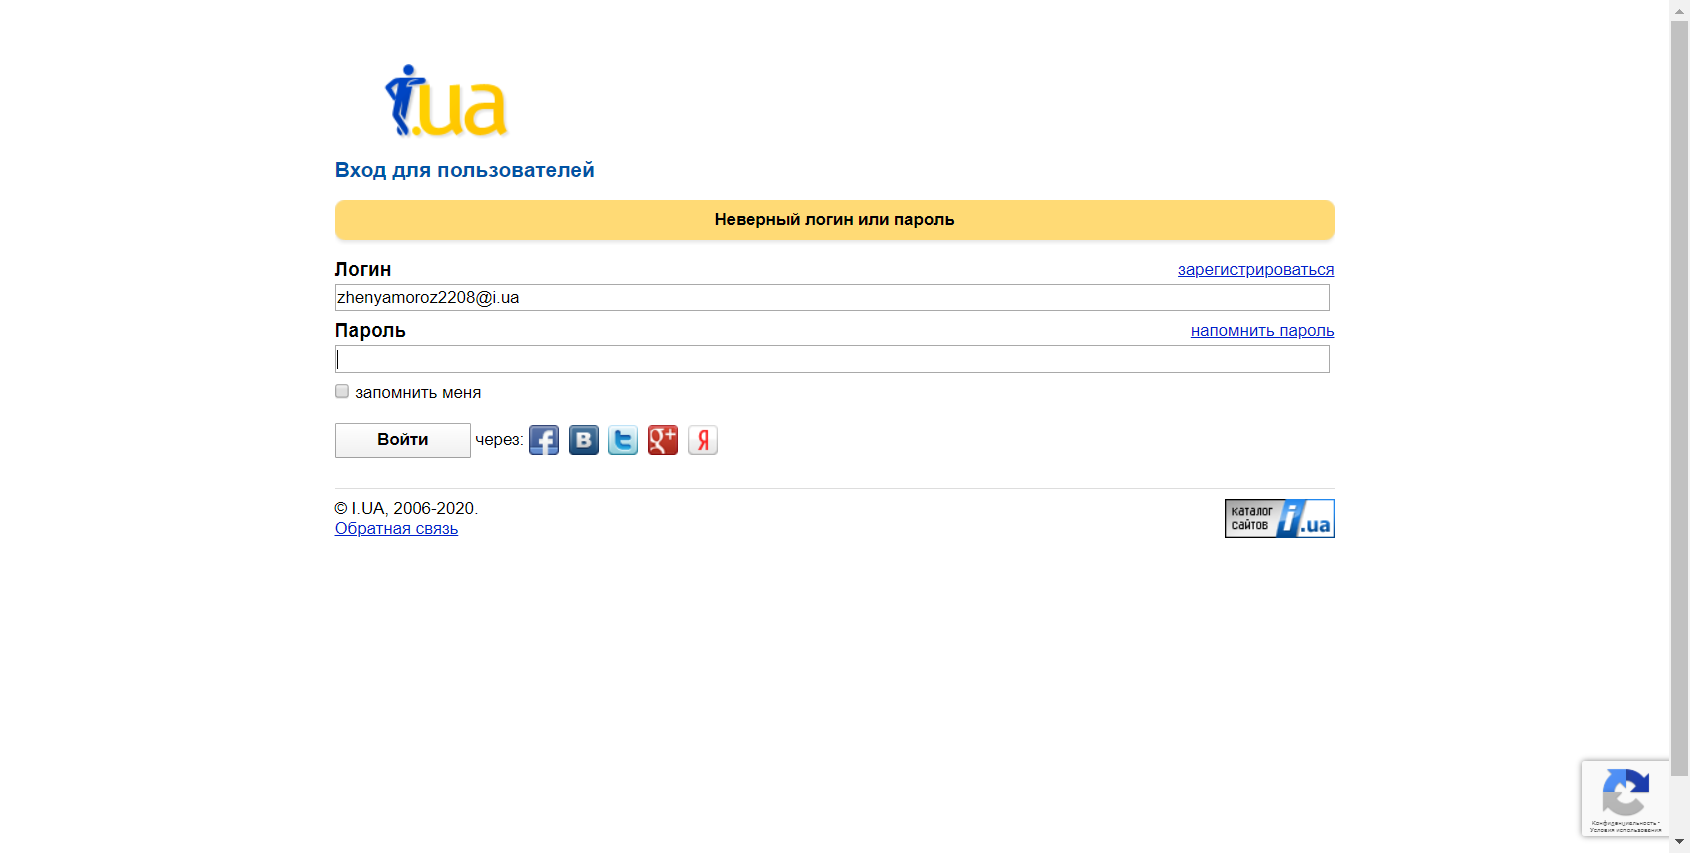 i.ua
Вход для пользователей
Неверный логин или пароль
Логин
зарегистрироваться
zhenyamoroz2208@i.ua
Пароль
напомнить пароль
запомнить меня
Войти через:
© I.UA, 2006-2020.
Обратная связь
каталог
сайтов
i.ua
Конфиденциальность -
Условия использования